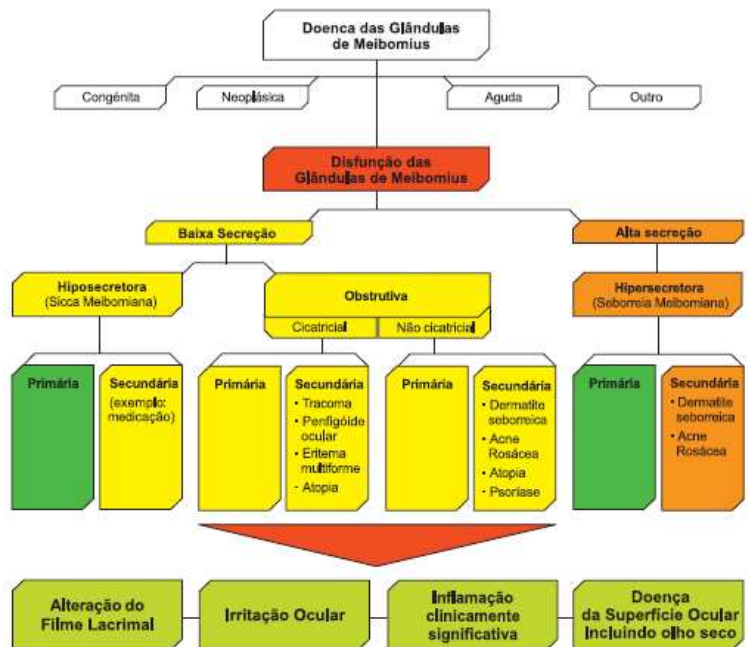 Doenca das Glândulas
de Meibomius
Congénita
Neoplásica
Aguda
Outro
Disfunção das
Glândulas de Meibomius
Baixa Secreção
Alta secreção
Hiposecretora
(Sicca Meibomiana)
Obstrutiva
Cicatricial
Não cicatricial
Hipersecretora
(Seborreia Meibomiana)
Primária
Secundária
(exemplo:
medicação)
Primária
Secundária
• Tracoma
• Penfigóide
ocular
• Eritema
multiforme
• Atopia
Primária
Secundária
• Dermatite
seborreica
• Acne
Rosácea
• Atopia
• Psoríase
Primária
Secundária
• Dermatite
seborreica
• Acne
Rosácea
Alteração do
Filme Lacrimal
Irritação Ocular
Inflamação
clinicamente
significativa
Doença
da Superfície Ocular
Incluindo olho seco